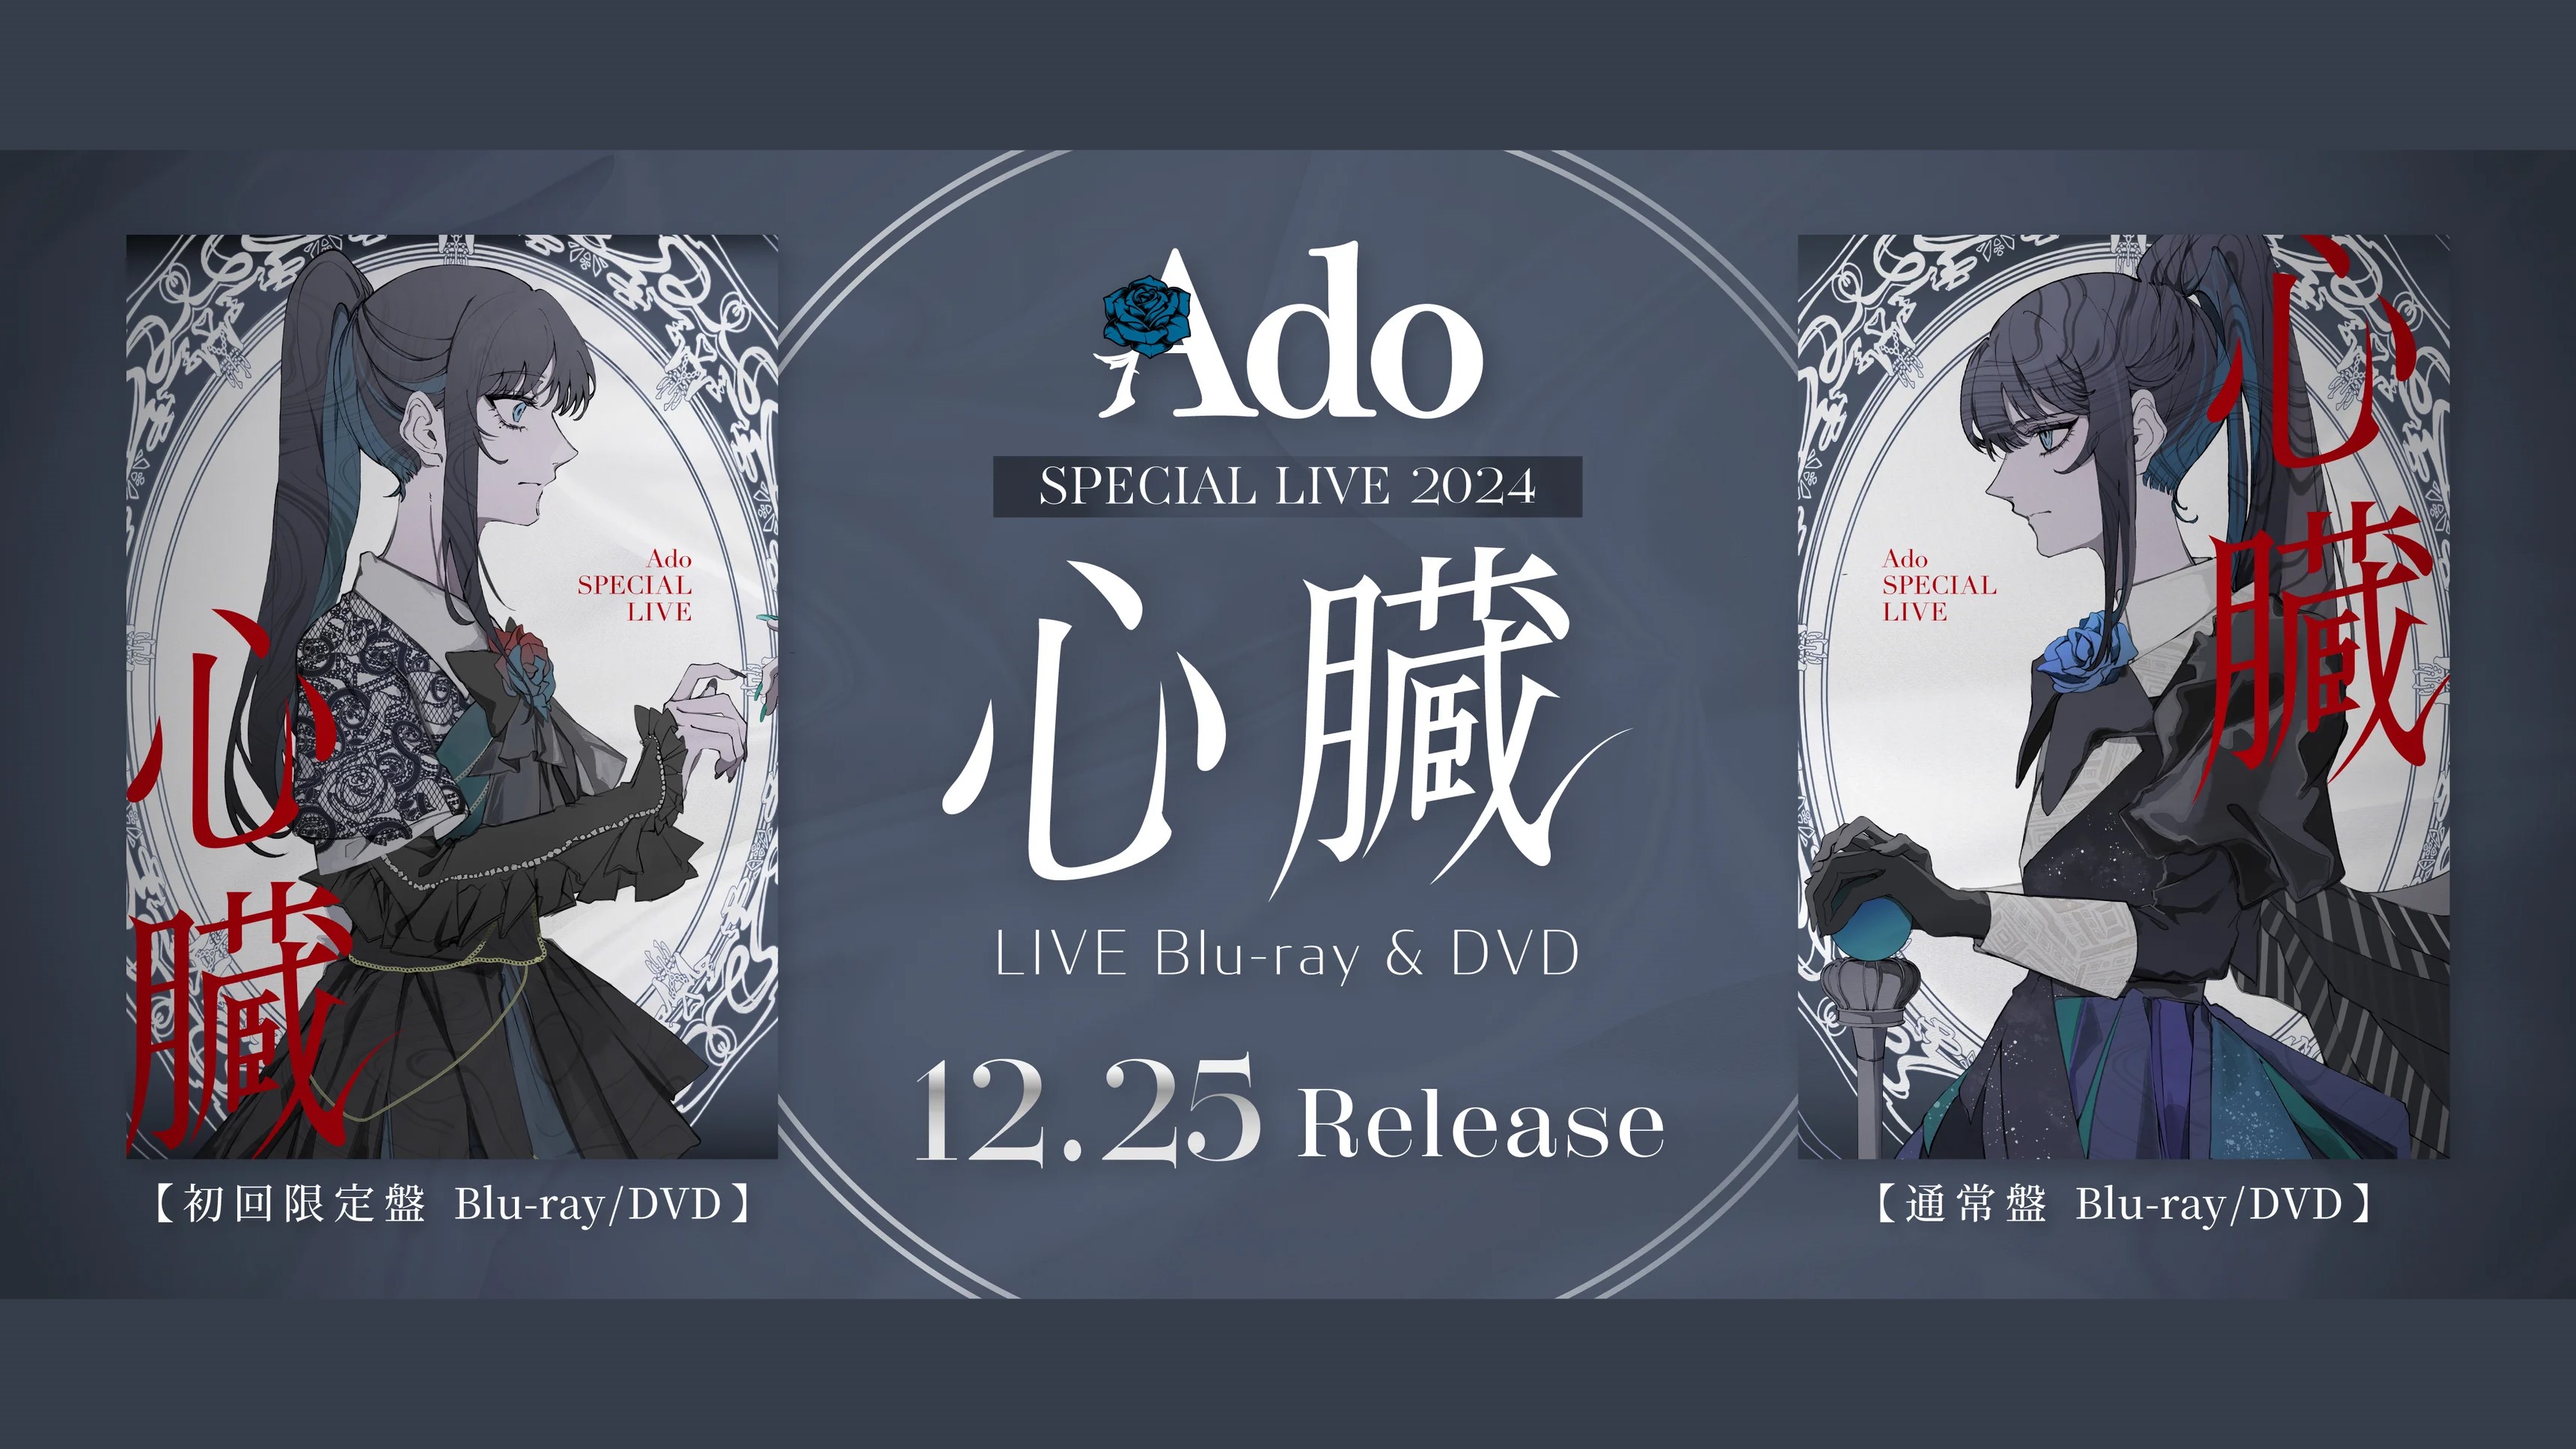 心臓
Ado
SPECIAL
LIVE
【初回限定盤 Blu-ray/DVD】
Ado
SPECIAL LIVE 2024
心臓
LIVE Blu-ray & DVD
12.25 Release
心臓
Ado
SPECIAL
LIVE
【通常盤 Blu-ray/DVD】